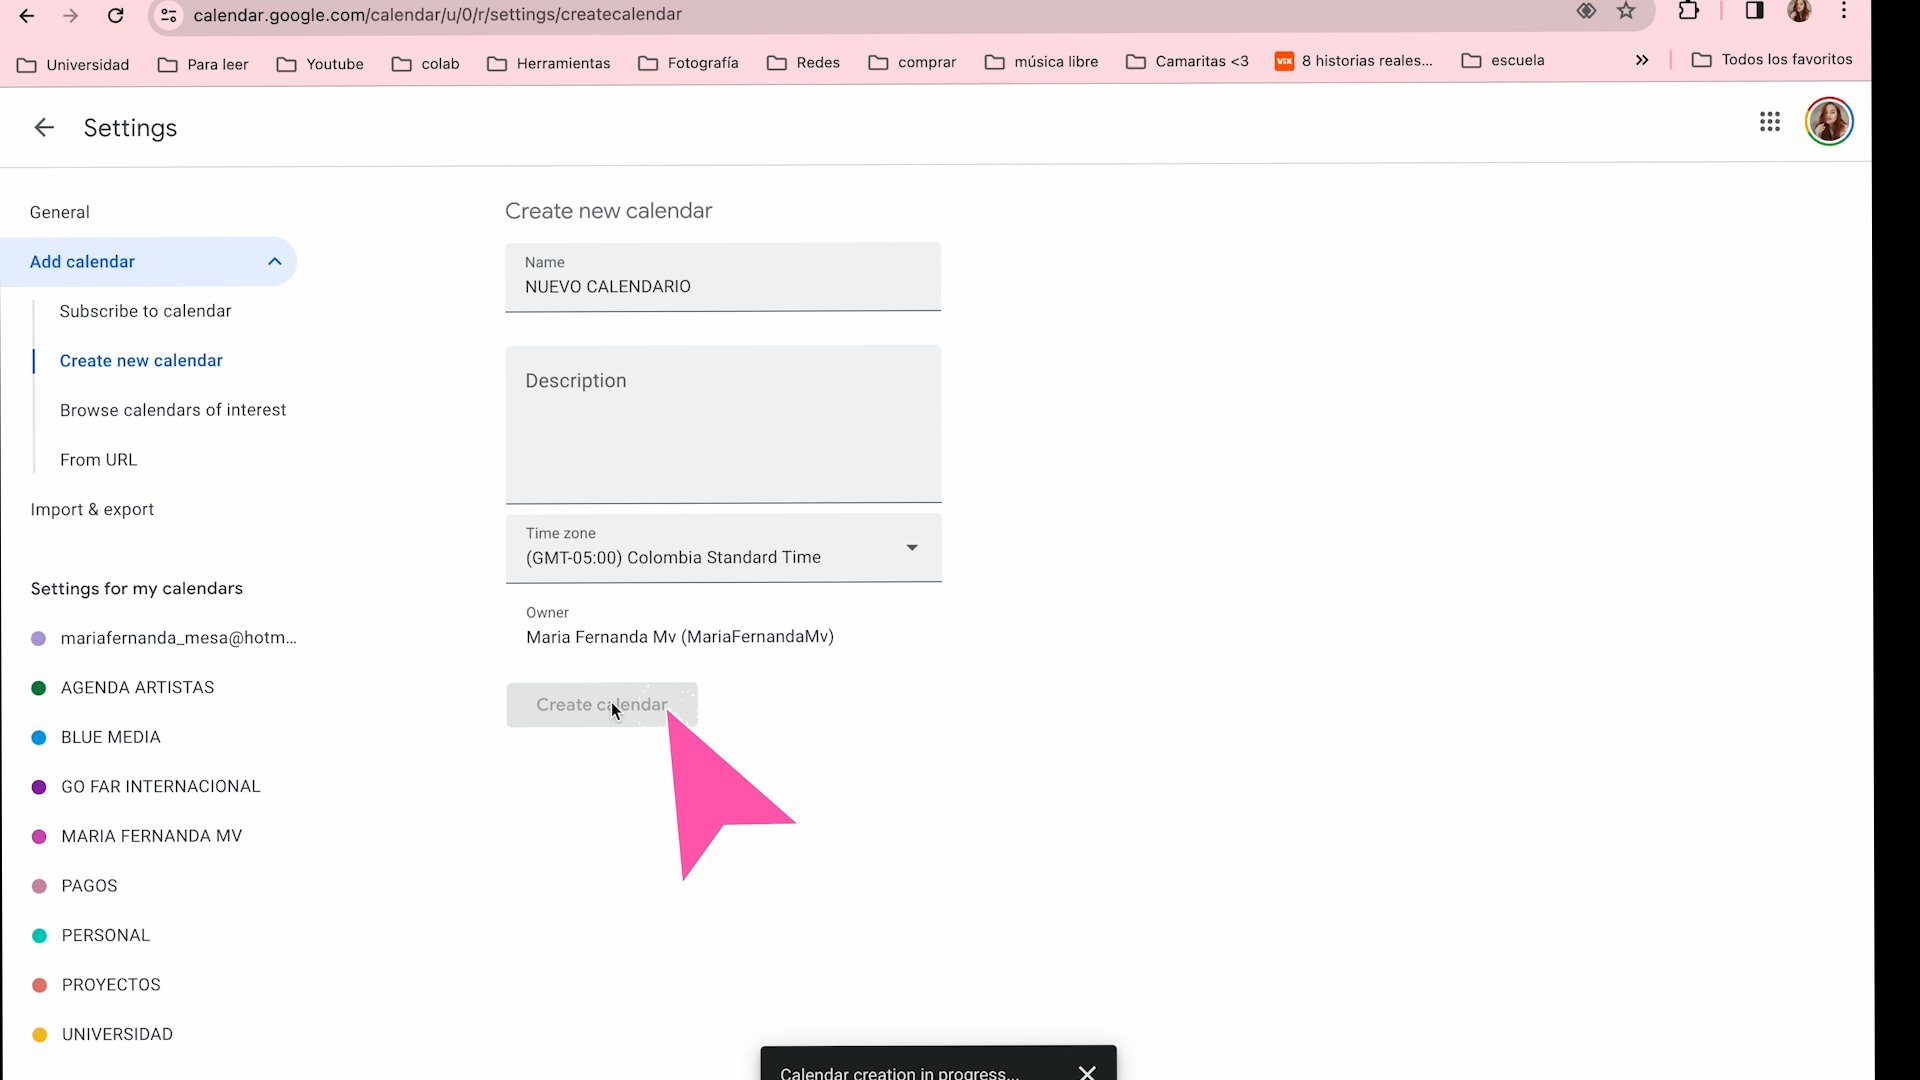 calendar.google.com/calendar/u/0/r/settings/createcalendar
Universidad
Para leer
Youtube
colab
Herramientas
Fotografía
Redes
comprar
música libre
Camaritas <3
VIX
8 historias reales...
escuela
Todos los favoritos
Settings
General
Add calendar
Subscribe to calendar
Create new calendar
Browse calendars of interest
From URL
Import & export
Settings for my calendars
mariafernanda_mesa@hotm...
AGENDA ARTISTAS
BLUE MEDIA
GO FAR INTERNACIONAL
MARIA FERNANDA MV
PAGOS
PERSONAL
PROYECTOS
UNIVERSIDAD
Create new calendar
Name
NUEVO CALENDARIO
Description
Time zone
(GMT-05:00) Colombia Standard Time
Owner
Maria Fernanda Mv (MariaFernandaMv)
Create calendar
Calendar creation in progress...